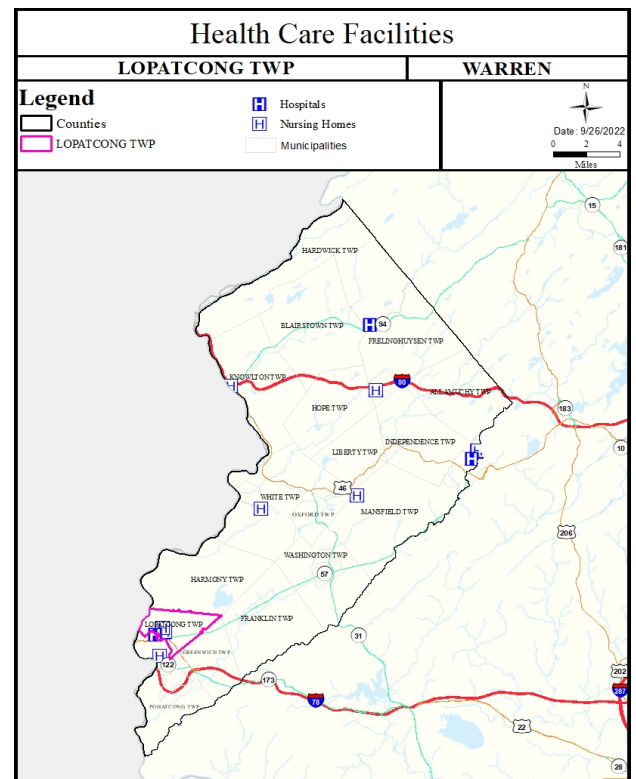 Health Care Facilities
LOPATCONG TWP WARREN
Legend
Counties
LOPATCONG TWP
Hospitals
Nursing Homes
Municipalities
N
Date: 9/26/2022
0 2 4
Miles
15
181
HARDWICK TWP
BLAIRSTOWN TWP
94
FRELINGHUYSEN TWP
KNOWLTON TWP
80
ALLAMUCHY TWP
HOPE TWP
183
INDEPENDENCE TWP
10
LIBERTY TWP
46
WHITE TWP
OXFORD TWP
MANSFIELD TWP
206
WASHINGTON TWP
57
HARMONY TWP
FRANKLIN TWP
LOPATCONG TWP
31
GREENWICH TWP
122
173
202
287
78
POHATCONG TWP
22
28